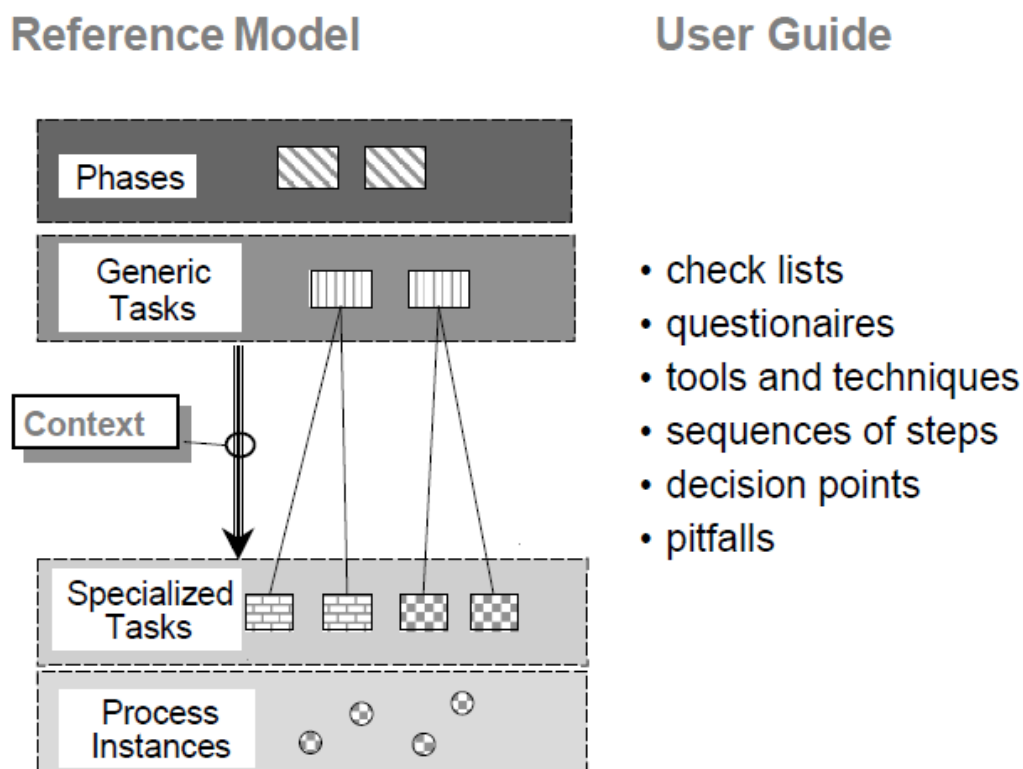 Reference Model
User Guide
Phases
Generic
Tasks
Context
Specialized
Tasks
Process
Instances
• check lists
• questionaires
• tools and techniques
• sequences of steps
• decision points
• pitfalls